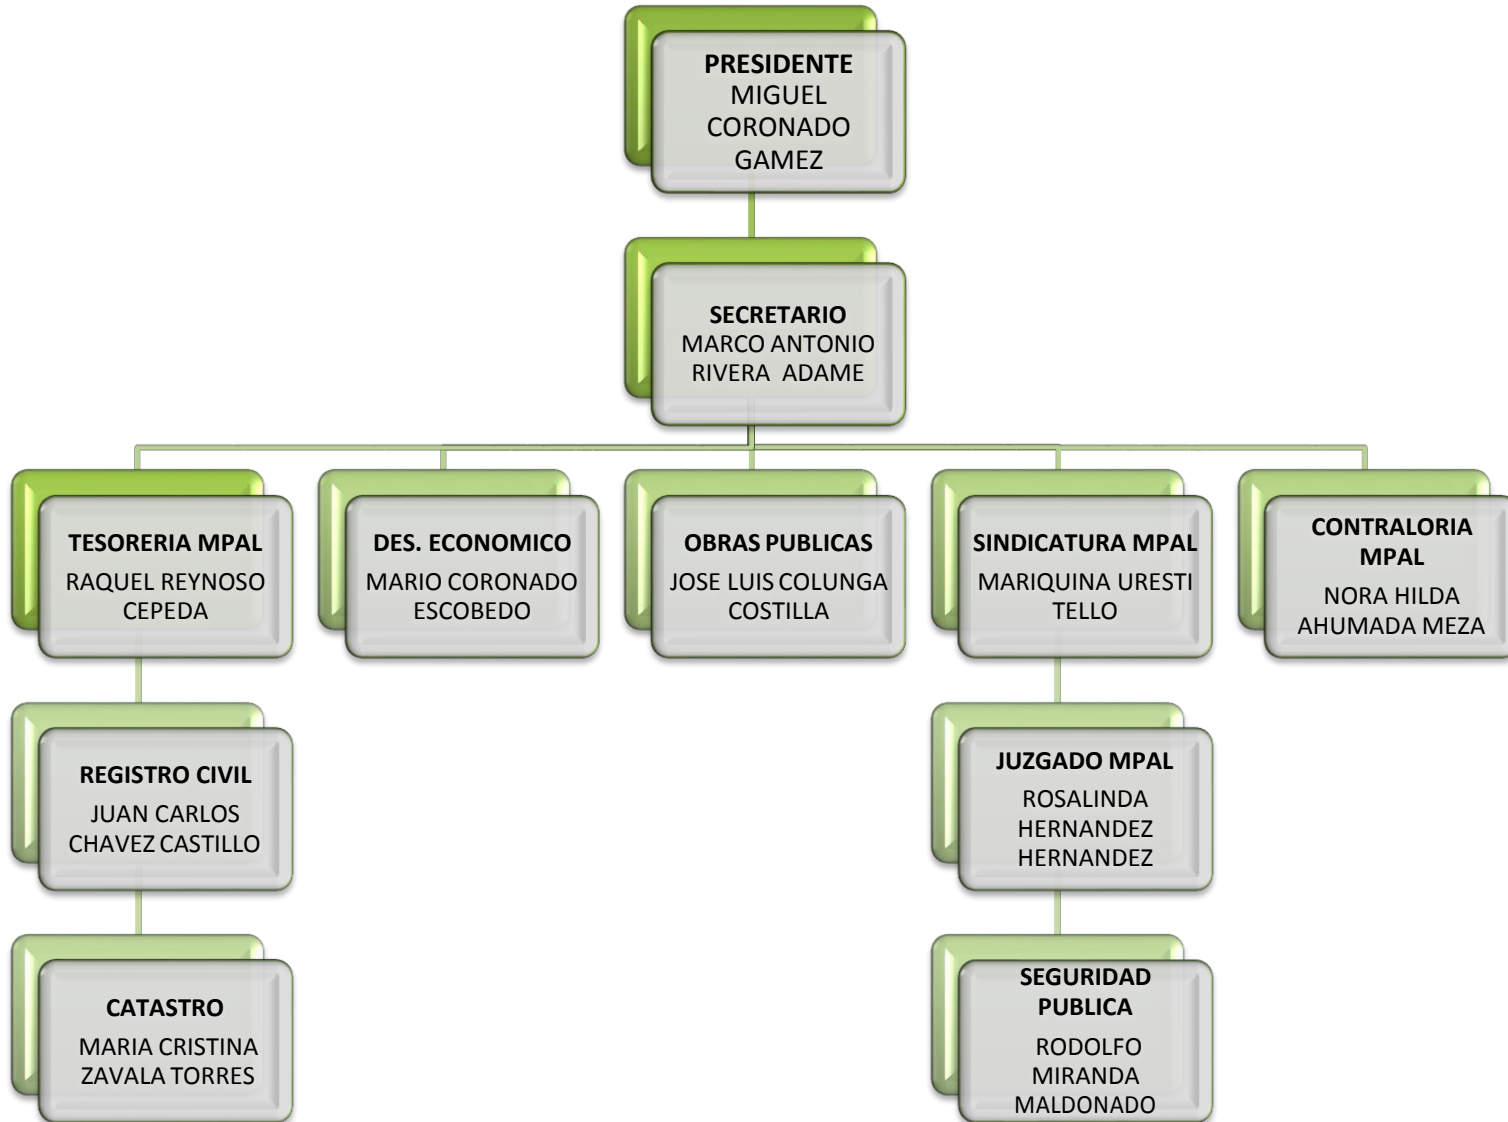 PRESIDENTE
MIGUEL
CORONADO
GAMEZ
SECRETARIO
MARCO ANTONIO
RIVERA ADAME
TESORERIA MPAL
RAQUEL REYNOSO
CEPEDA
DES. ECONOMICO
MARIO CORONADO
ESCOBEDO
OBRAS PUBLICAS
JOSE LUIS COLUNGA
COSTILLA
SINDICATURA MPAL
MARIQUINA URESTI
TELLO
CONTRALORIA
MPAL
NORA HILDA
AHUMADA MEZA
REGISTRO CIVIL
JUAN CARLOS
CHAVEZ CASTILLO
JUZGADO MPAL
ROSALINDA
HERNANDEZ
HERNANDEZ
CATASTRO
MARIA CRISTINA
ZAVALA TORRES
SEGURIDAD
PUBLICA
RODOLFO
MIRANDA
MALDONADO